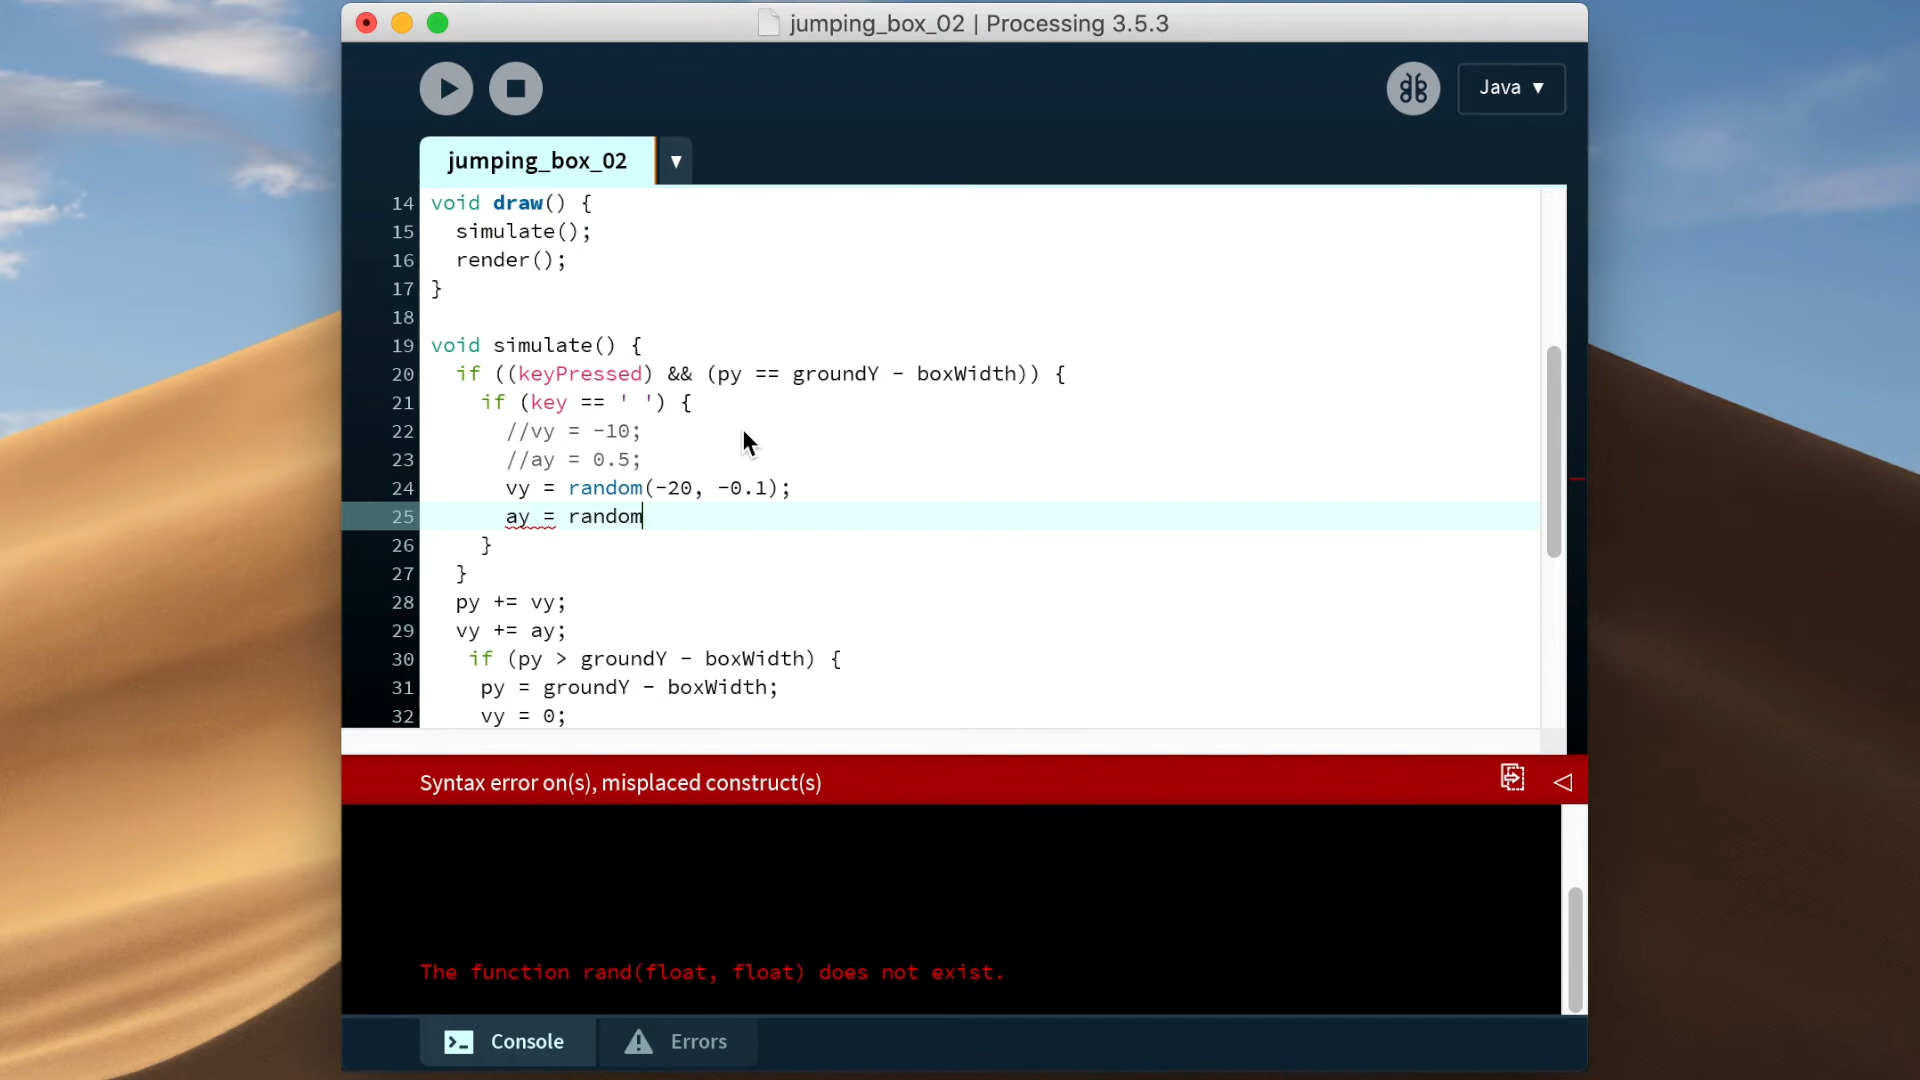 jumping_box_02 | Processing 3.5.3
Java ▼
jumping_box_02 ▼
14 void draw() {
15 simulate();
16 render();
17 }
18
19 void simulate() {
20 if ((keyPressed) && (py == groundY - boxWidth)) {
21 if (key == ' ') {
22 //vy = -10;
23 //ay = 0.5;
24 vy = random(-20, -0.1);
25 ay = random
26 }
27 }
28 py += vy;
29 vy += ay;
30 if (py > groundY - boxWidth) {
31 py = groundY - boxWidth;
32 vy = 0;
Syntax error on(s), misplaced construct(s)
The function rand(float, float) does not exist.
>_ Console Errors